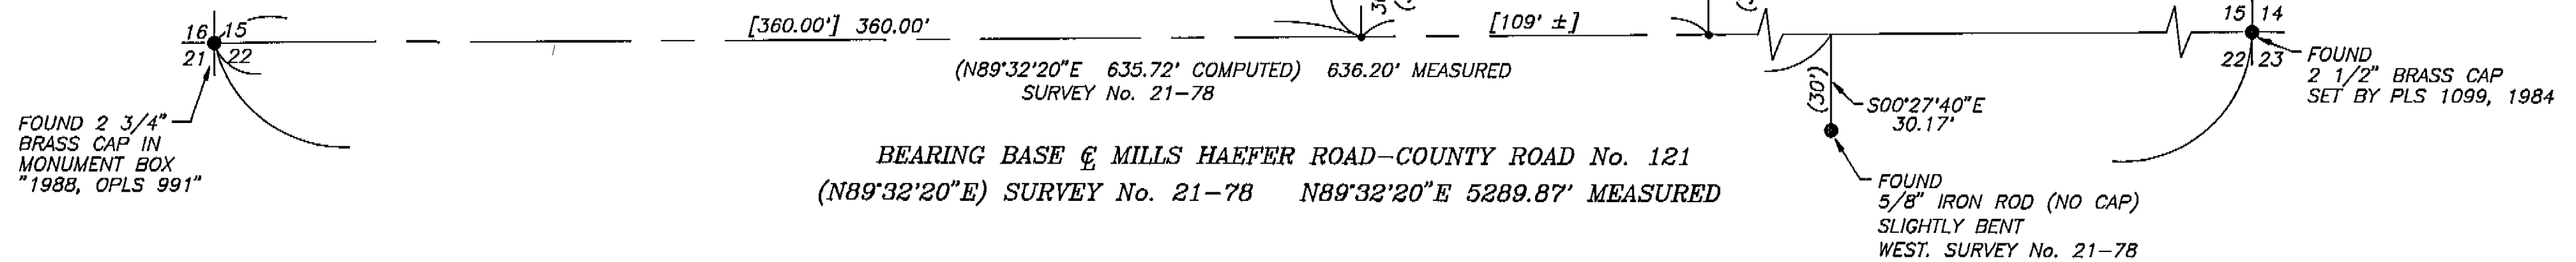 16 15
21 22
[360.00'] 360.00'
[109' ±]
15 14
22 23
(N89°32'20"E 635.72' COMPUTED) 636.20' MEASURED
SURVEY No. 21-78
FOUND 2 3/4"
BRASS CAP IN
MONUMENT BOX
"1988, OPLS 991"
BEARING BASE ℄ MILLS HAEFER ROAD-COUNTY ROAD No. 121
(N89°32'20"E) SURVEY No. 21-78 N89°32'20"E 5289.87' MEASURED
(30')
S00°27'40"E
30.17'
FOUND
5/8" IRON ROD (NO CAP)
SLIGHTLY BENT
WEST. SURVEY No. 21-78
FOUND
2 1/2" BRASS CAP
SET BY PLS 1099, 1984